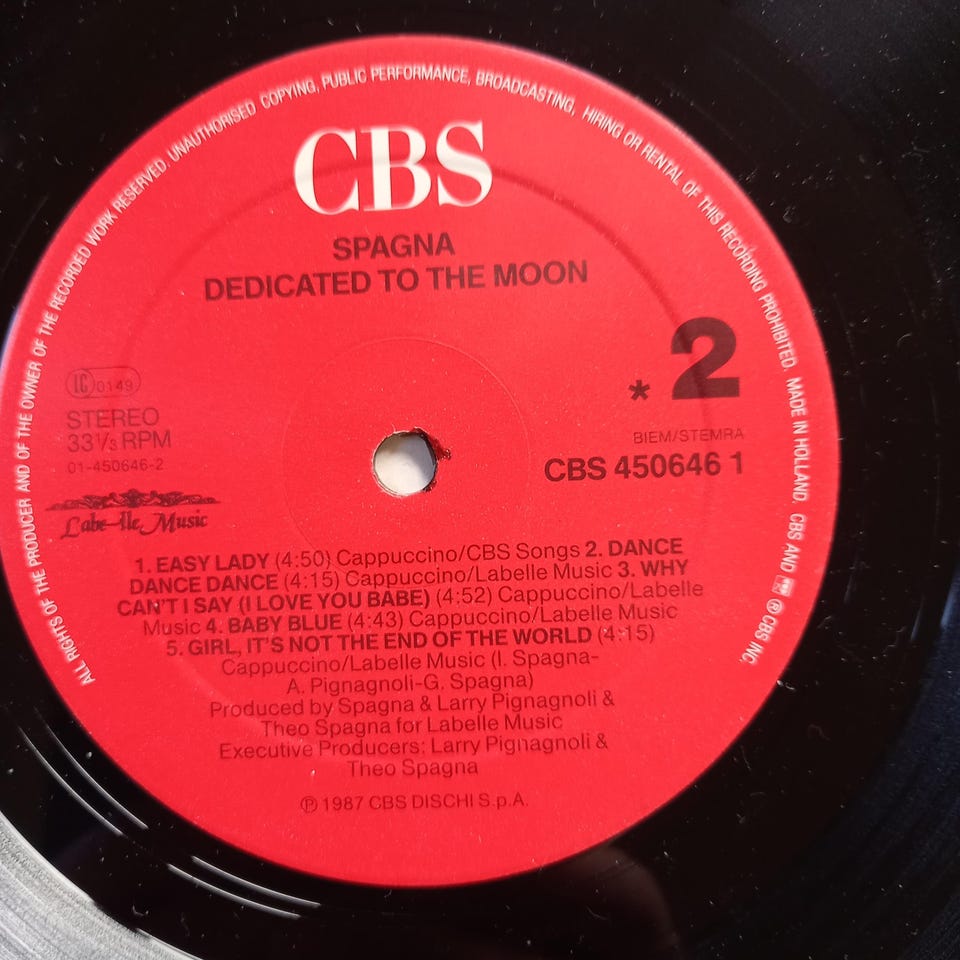 ALL RIGHTS OF THE PRODUCER AND OF THE OWNER OF THE RECORDED WORK RESERVED. UNAUTHORISED COPYING, PUBLIC PERFORMANCE, BROADCASTING, HIRING OR RENTAL OF THIS RECORDING PROHIBITED. MADE IN HOLLAND. CBS AND ® CBS INC.
CBS
SPAGNA
DEDICATED TO THE MOON
* 2
LC 0149
STEREO
33⅓ RPM
01-450646-2
BIEM/STEMRA
CBS 450646 1
Labelle Music
1. EASY LADY (4:50) Cappuccino/CBS Songs 2. DANCE
DANCE DANCE (4:15) Cappuccino/Labelle Music 3. WHY
CAN'T I SAY (I LOVE YOU BABE) (4:52) Cappuccino/Labelle
Music 4. BABY BLUE (4:43) Cappuccino/Labelle Music
5. GIRL, IT'S NOT THE END OF THE WORLD (4:15)
Cappuccino/Labelle Music (I. Spagna-
A. Pignagnoli-G. Spagna)
Produced by Spagna & Larry Pignagnoli &
Theo Spagna for Labelle Music
Executive Producers: Larry Pignagnoli &
Theo Spagna
℗ 1987 CBS DISCHI S.p.A.